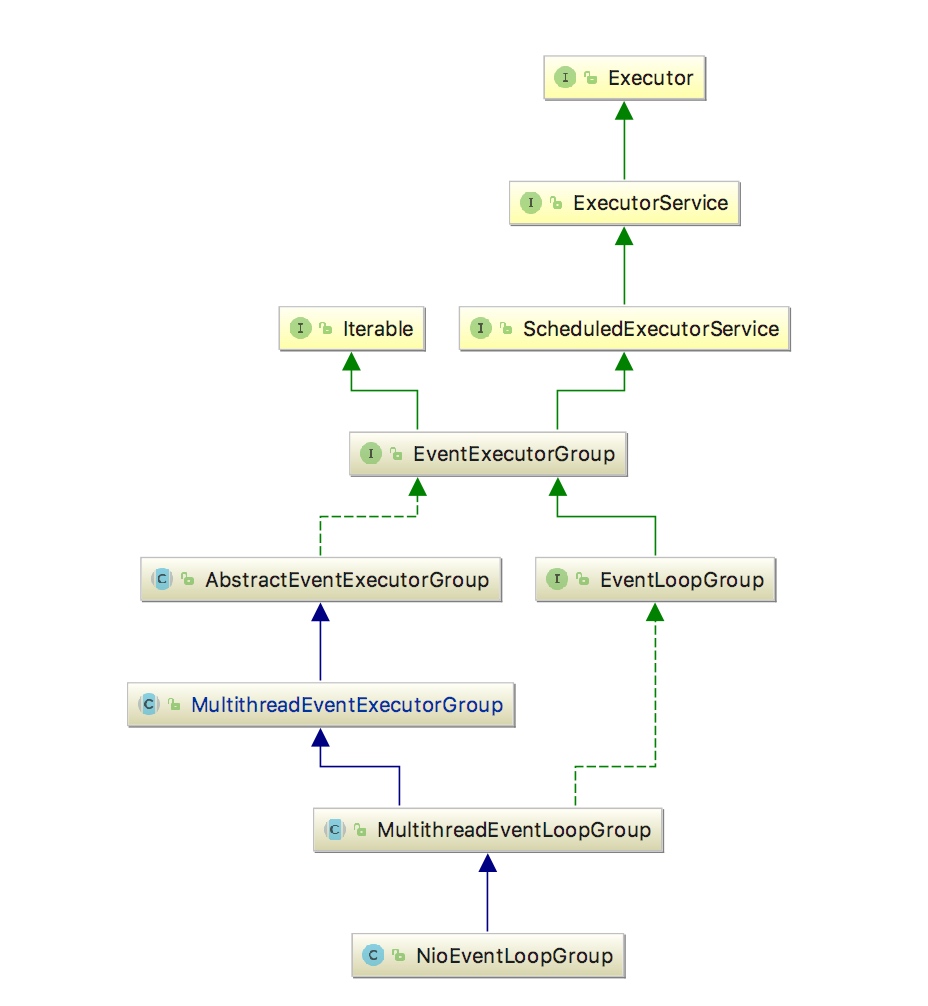 I Executor
I ExecutorService
I Iterable
I ScheduledExecutorService
I EventExecutorGroup
C AbstractEventExecutorGroup
I EventLoopGroup
C MultithreadEventExecutorGroup
C MultithreadEventLoopGroup
C NioEventLoopGroup